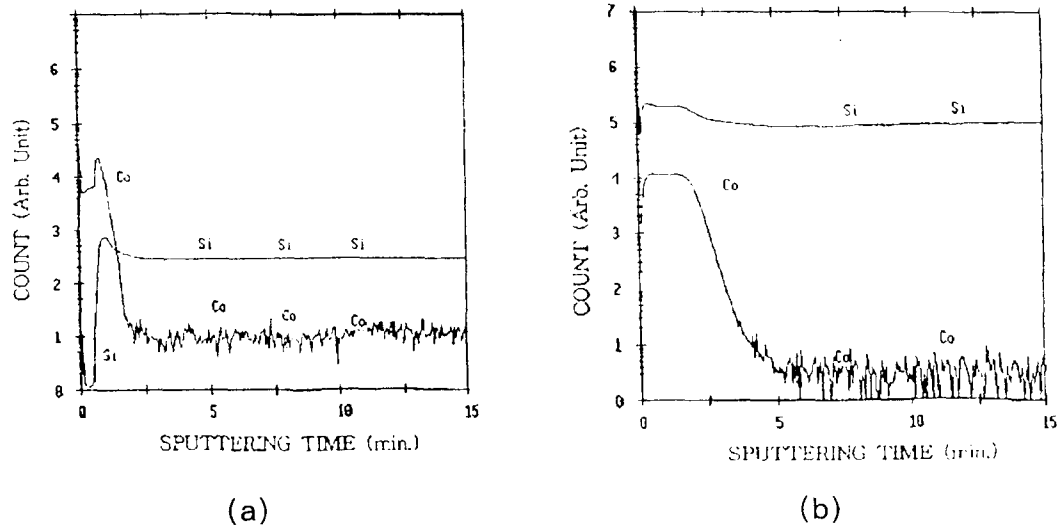 6
5
4
3
2
1
0
COUNT (Arb. Unit)
Co
Si
Si
Si
Si
Co
Co
Co
0
5
10
15
SPUTTERING TIME (min.)
(a)
7
6
5
1
3
2
1
0
COUNT (Arb. Unit)
Si
Si
Co
Co
Co
0
2.5
5
10
15
SPUTTERING TIME (min.)
(b)